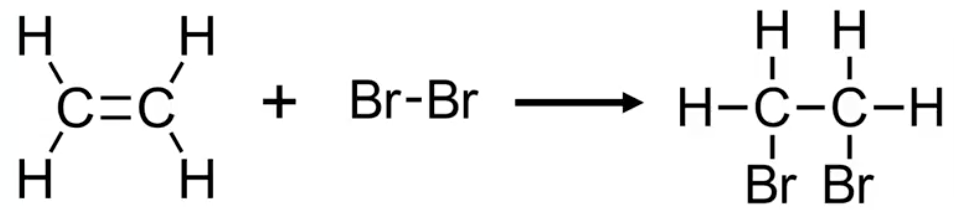 H H H H
C=C + Br-Br → H-C-C-H
H H Br Br